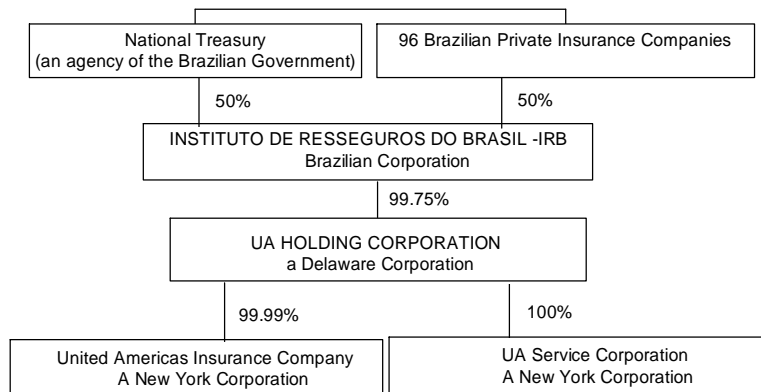 National Treasury
(an agency of the Brazilian Government)
96 Brazilian Private Insurance Companies
50%
50%
INSTITUTO DE RESSEGUROS DO BRASIL -IRB
Brazilian Corporation
99.75%
UA HOLDING CORPORATION
a Delaware Corporation
99.99%
100%
United Americas Insurance Company
A New York Corporation
UA Service Corporation
A New York Corporation